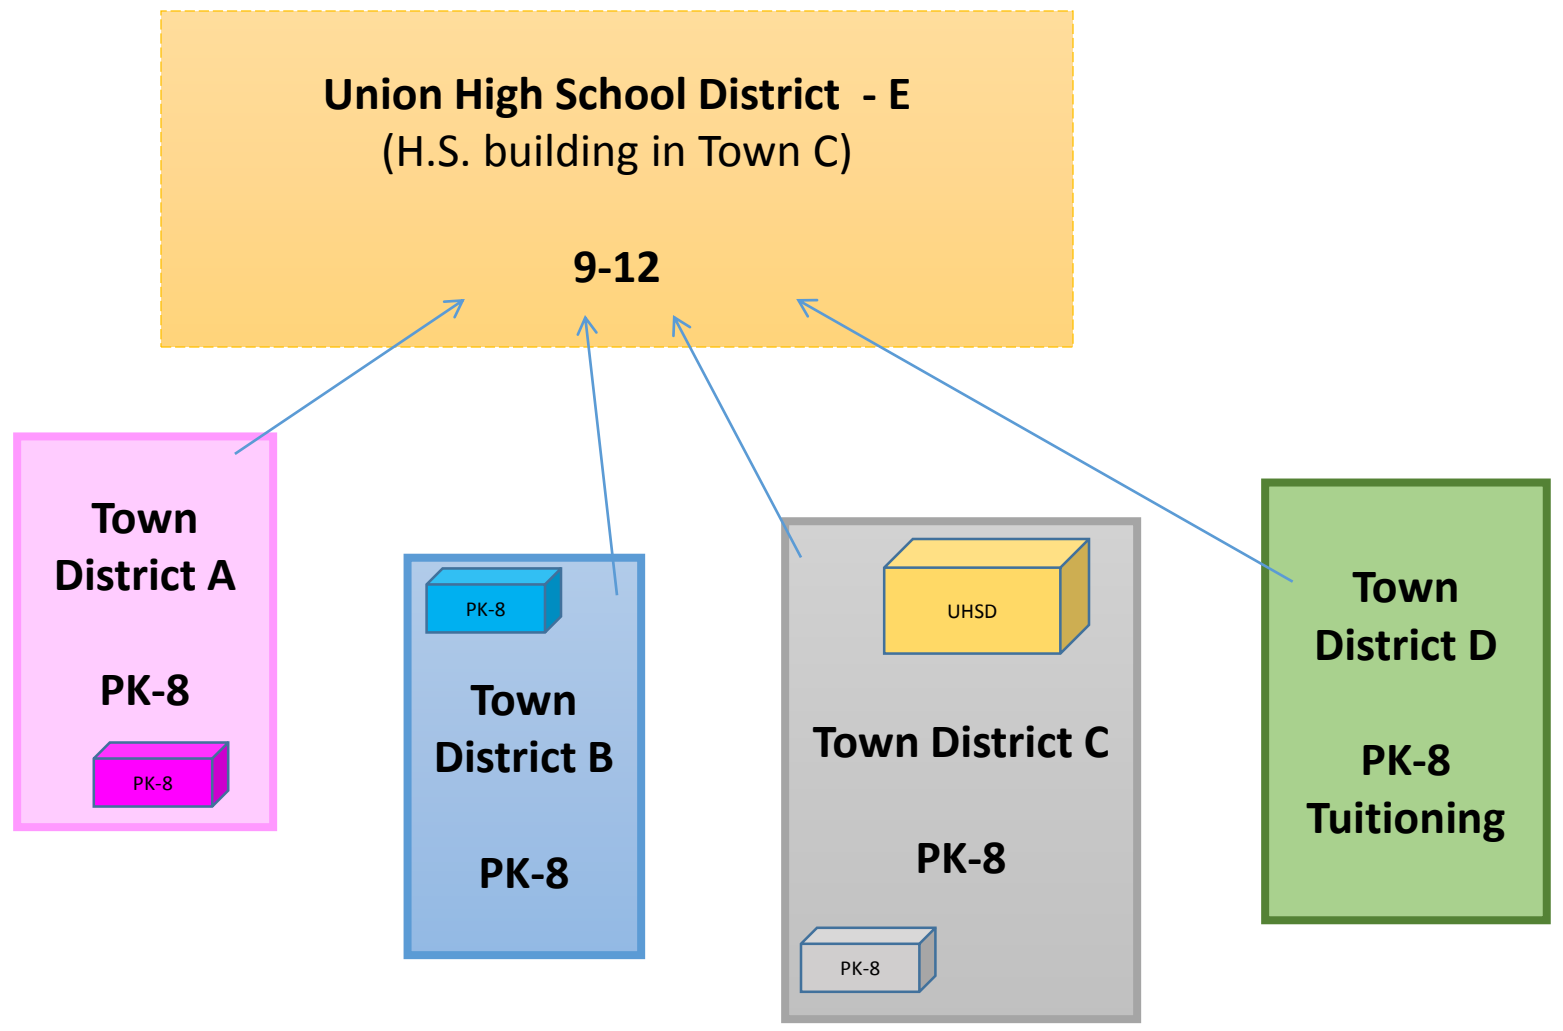 Union High School District  - E
(H.S. building in Town C)
9-12
Town
District A
PK-8
PK-8
PK-8
Town
District B
PK-8
UHSD
Town District C
PK-8
PK-8
Town
District D
PK-8
Tuitioning